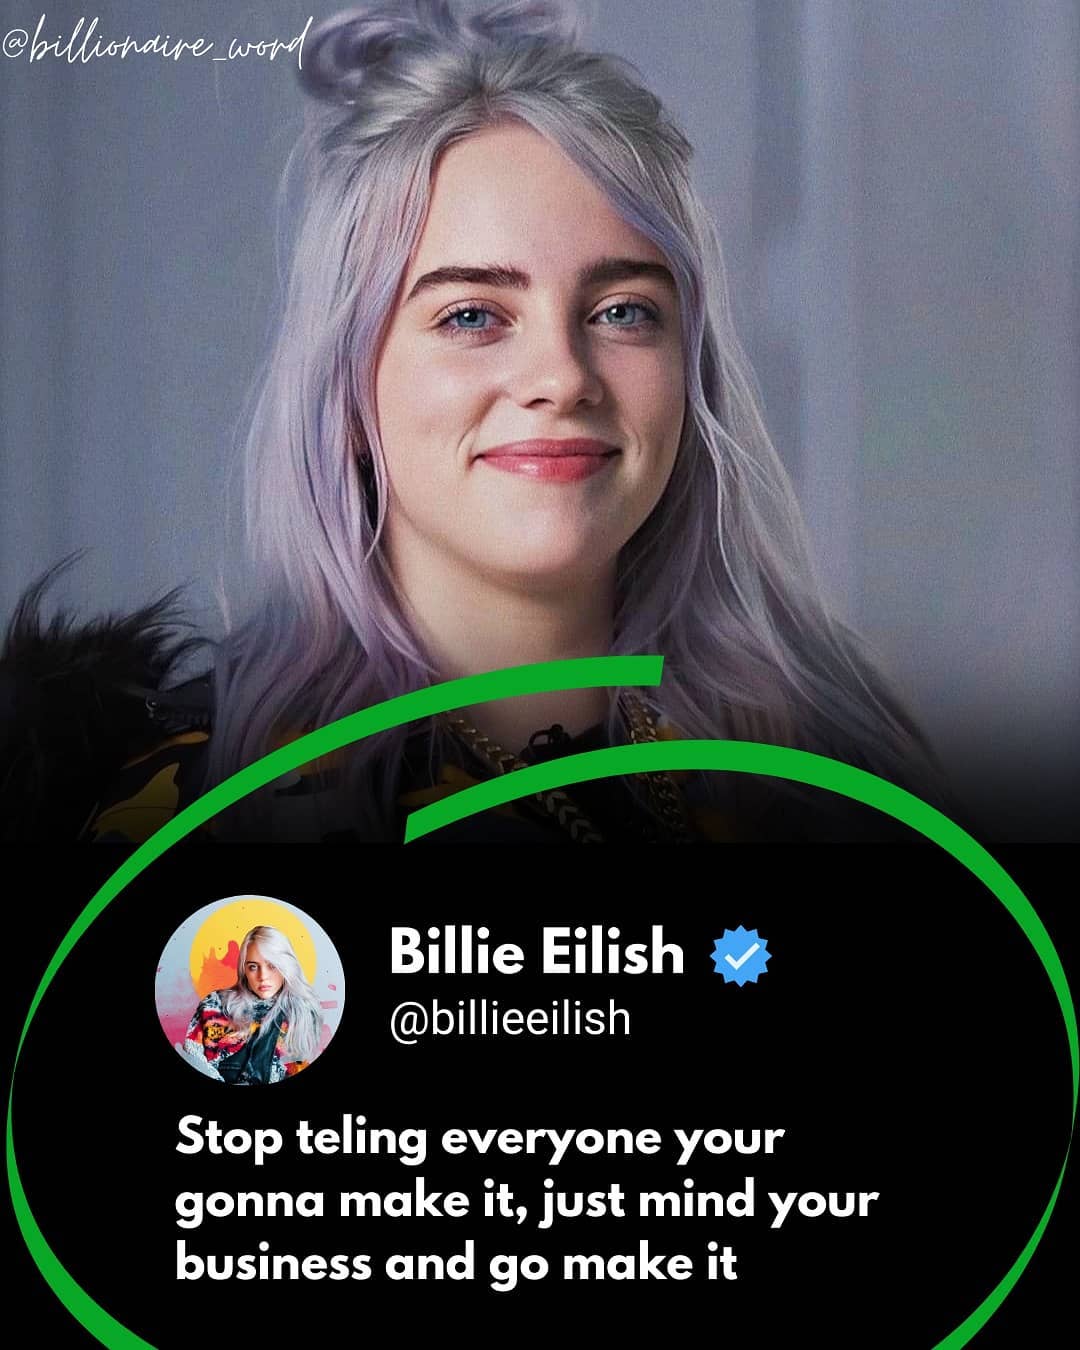 @billionaire_word
Billie Eilish
@billieeilish
Stop teling everyone your
gonna make it, just mind your
business and go make it